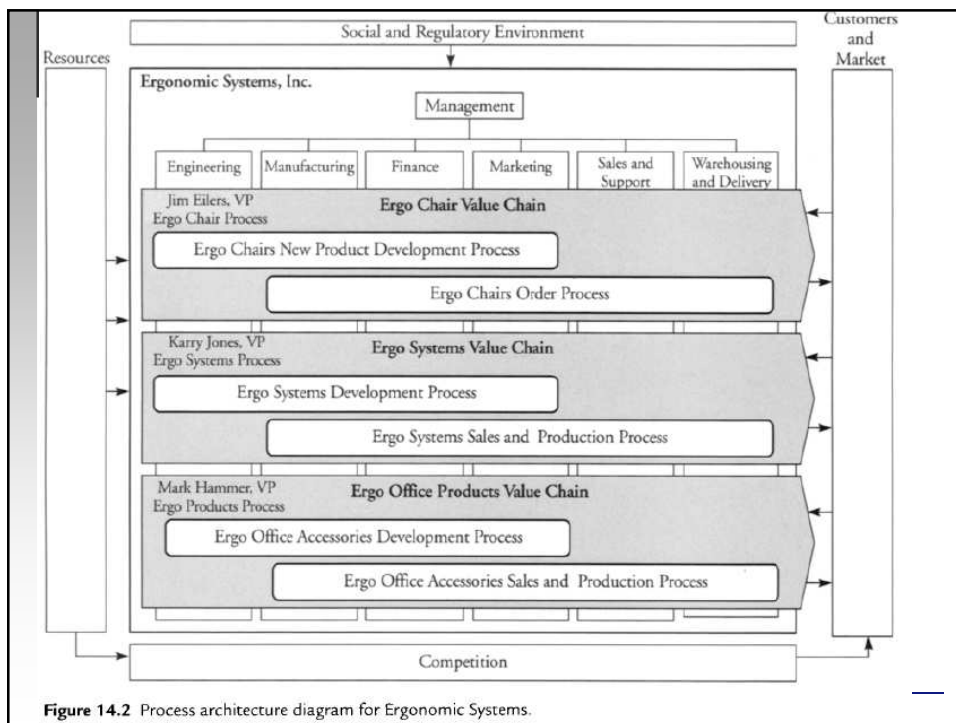 Social and Regulatory Environment
Customers
and
Market
Resources
Ergonomic Systems, Inc.
Management
Engineering
Manufacturing
Finance
Marketing
Sales and
Support
Warehousing
and Delivery
Jim Eilers, VP
Ergo Chair Process
Ergo Chair Value Chain
Ergo Chairs New Product Development Process
Ergo Chairs Order Process
Karry Jones, VP
Ergo Systems Process
Ergo Systems Value Chain
Ergo Systems Development Process
Ergo Systems Sales and Production Process
Mark Hammer, VP
Ergo Products Process
Ergo Office Products Value Chain
Ergo Office Accessories Development Process
Ergo Office Accessories Sales and Production Process
Competition
Figure 14.2 Process architecture diagram for Ergonomic Systems.